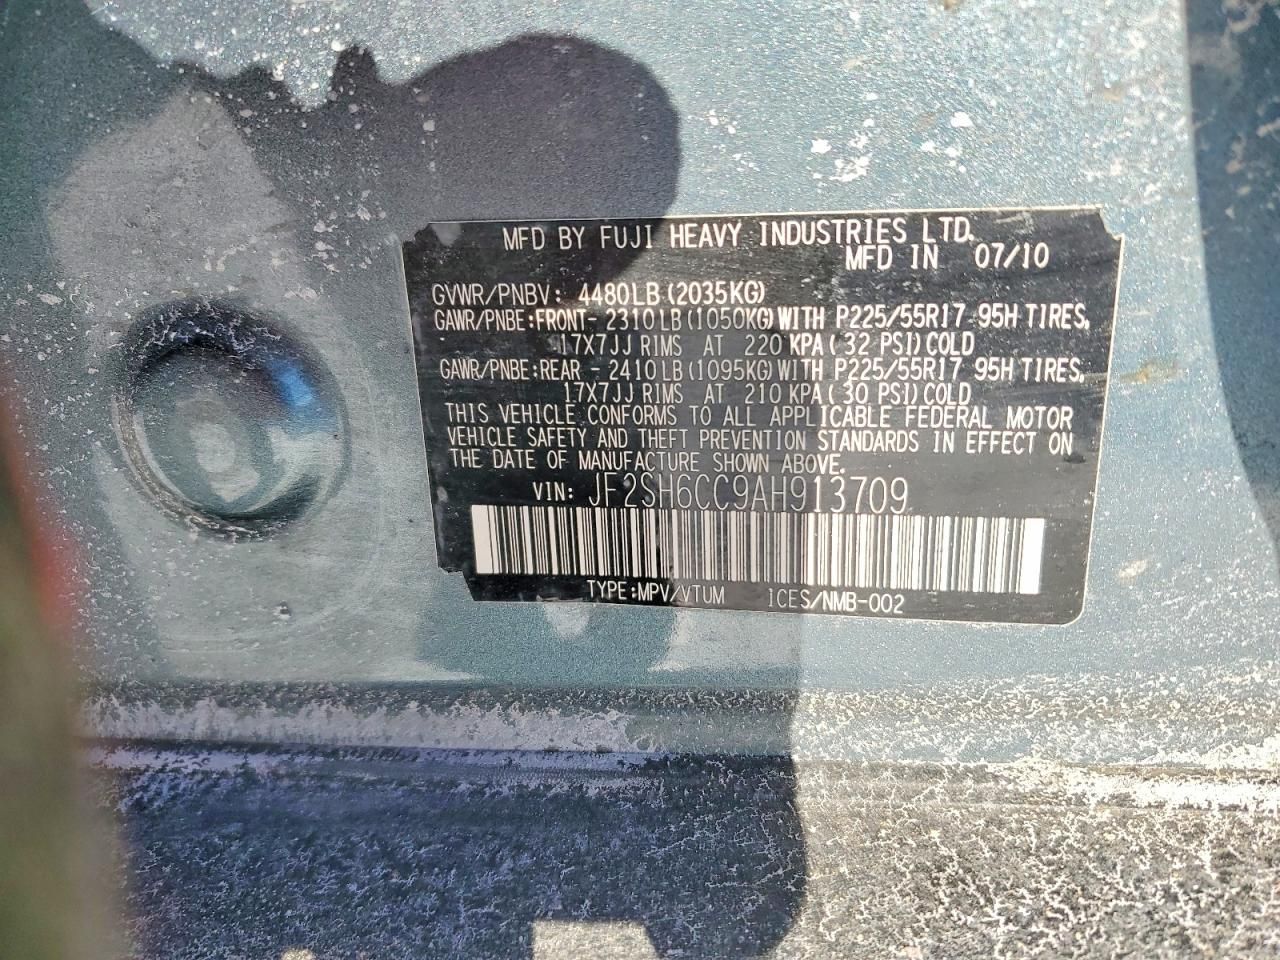 MFD BY FUJI HEAVY INDUSTRIES LTD.
MFD IN 07/10
GVWR/PNBV: 4480LB (2035KG)
GAWR/PNBE:FRONT- 2310LB (1050KG) WITH P225/55R17 95H TIRES,
17X7JJ RIMS AT 220 KPA ( 32 PSI) COLD
GAWR/PNBE:REAR - 2410LB (1095KG) WITH P225/55R17 95H TIRES,
17X7JJ RIMS AT 210 KPA ( 30 PSI) COLD
THIS VEHICLE CONFORMS TO ALL APPLICABLE FEDERAL MOTOR
VEHICLE SAFETY AND THEFT PREVENTION STANDARDS IN EFFECT ON
THE DATE OF MANUFACTURE SHOWN ABOVE.
VIN: JF2SH6CC9AH913709
TYPE:MPV/VTUM ICES/NMB-002